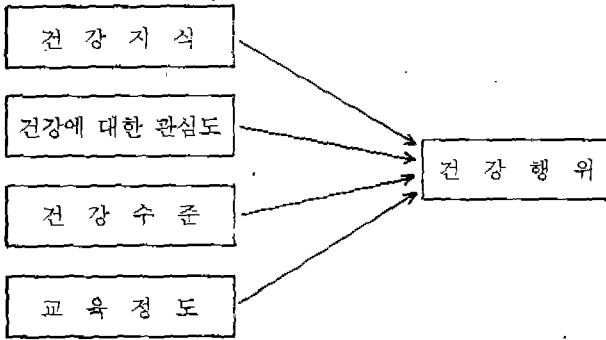 건 강 지 식
건강에 대한 관심도
건 강 행 위
건 강 수 준
교 육 정 도